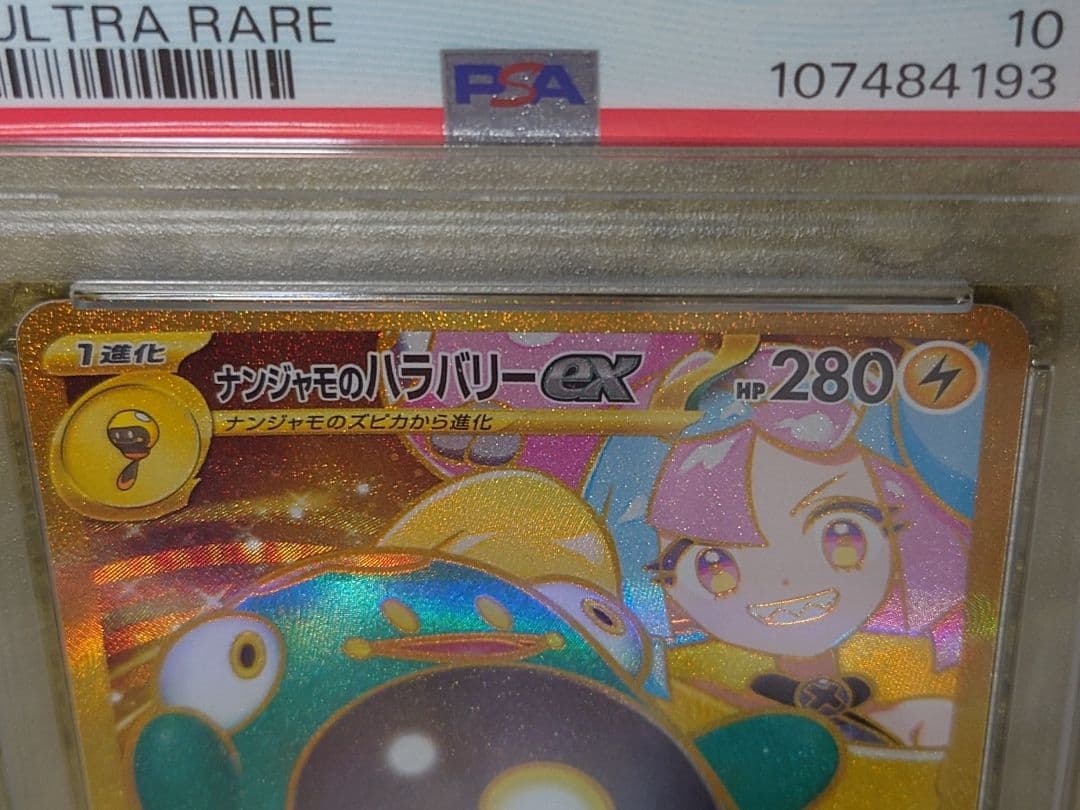 ULTRA RARE
10
PSA
107484193
1進化
ナンジャモのハラバリーex
HP280
ナンジャモのズピカから進化